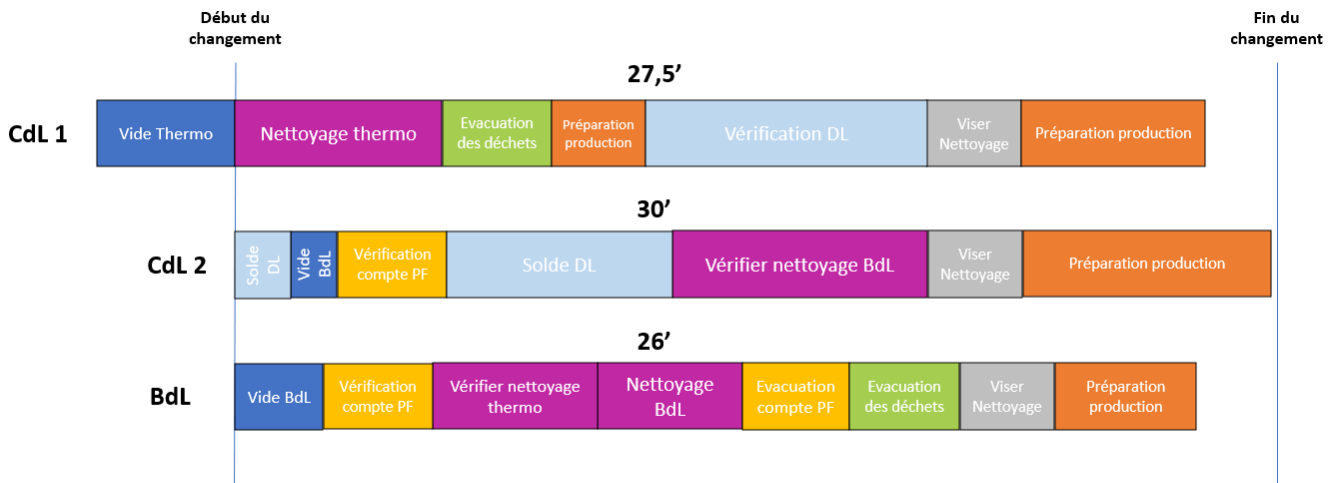 Début du
changement
Fin du
changement
27,5’
CdL 1
Vide Thermo
Nettoyage thermo
Evacuation
des déchets
Préparation
production
Vérification DL
Viser
Nettoyage
Préparation production
30’
CdL 2
Solde
DL
Vide
BdL
Vérification
compte PF
Solde DL
Vérifier nettoyage BdL
Viser
Nettoyage
Préparation production
26’
BdL
Vide BdL
Vérification
compte PF
Vérifier nettoyage
thermo
Nettoyage
BdL
Evacuation
compte PF
Evacuation
des déchets
Viser
Nettoyage
Préparation
production